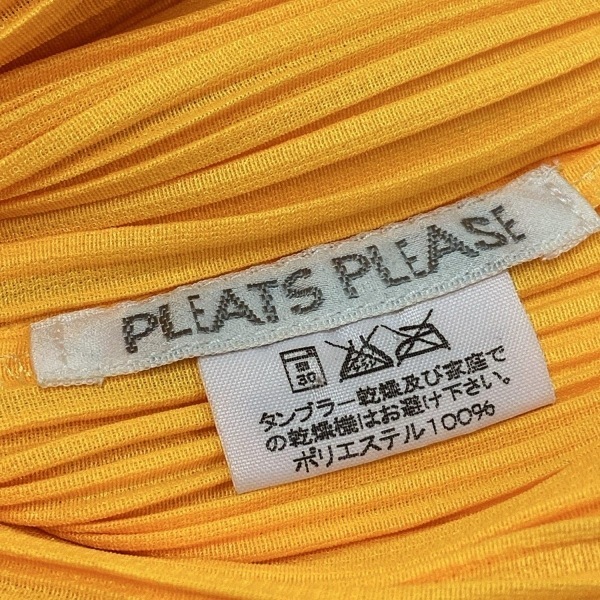 PLEATS PLEASE
タンブラー乾燥及び家庭で
の乾燥機はお避け下さい。
ポリエステル100%